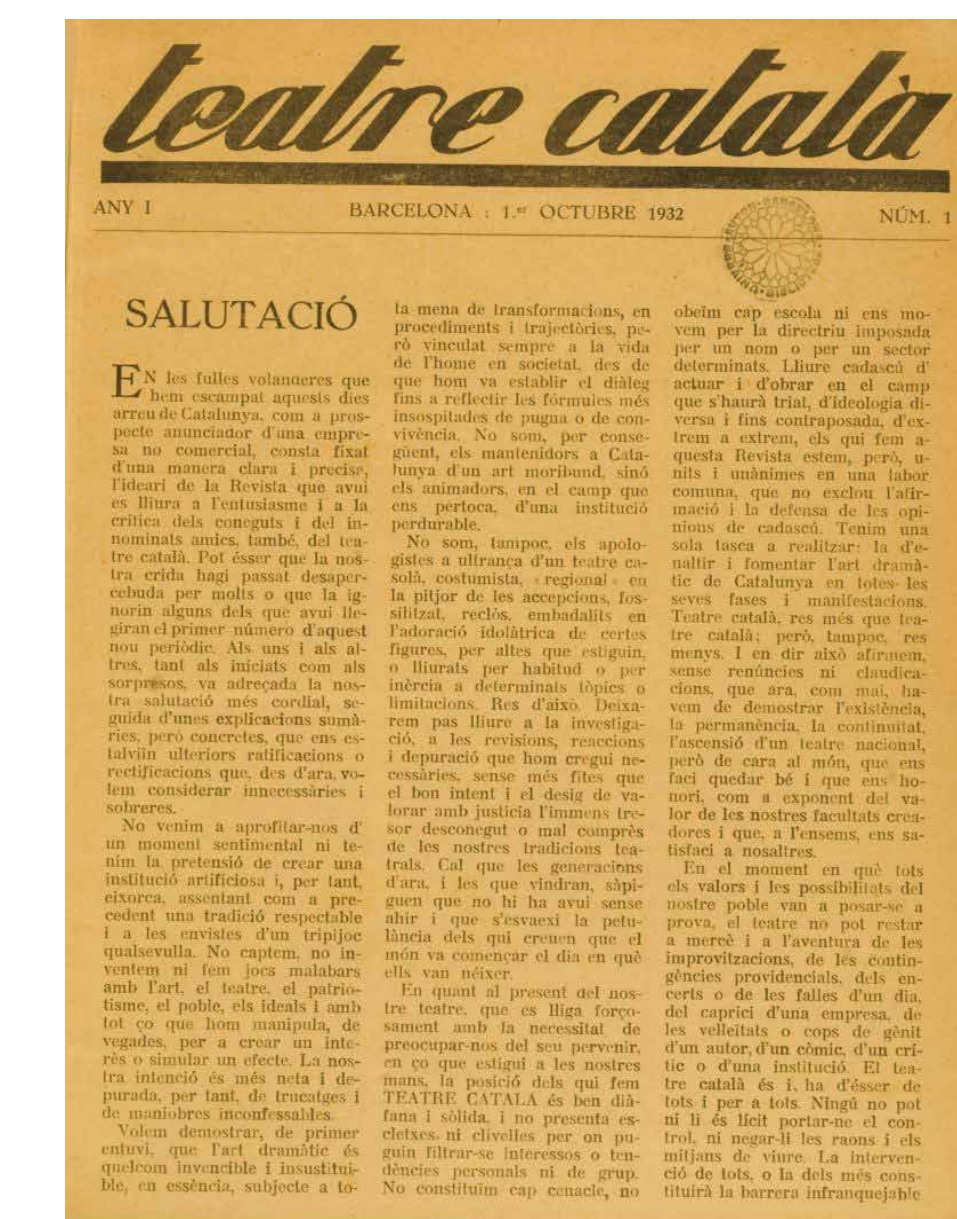 teatre català
ANY I
BARCELONA : 1.er OCTUBRE 1932
NÚM. 1
SALUTACIÓ
EN les fulles volanderes que
hem escampat aquests dies
arreu de Catalunya, com a pros-
pecte anunciador d'una empre-
sa no comercial, consta fixat
d'una manera clara i precisa,
l'ideari de la Revista que avui
es lliura a l'entusiasme i a la
crítica dels coneguts i del in-
nominats amics, també, del tea-
tre català. Pot ésser que la nos-
tra crida hagi passat desaper-
cebuda per molts o que la ig-
norin alguns dels que avui lle-
giran el primer número d'aquest
nou periòdic. Als uns i als al-
tres, tant als iniciats com als
sorpresos, va adreçada la nos-
tra salutació més cordial, se-
guida d'unes explicacions sumà-
ries, però concretes, que ens es-
talviïn ulteriors ratificacions o
rectificacions que, des d'ara, vo-
lem considerar innecessàries i
sobreres.
No venim a aprofitar-nos d'
un moment sentimental ni te-
nim la pretensió de crear una
institució artificiosa i, per tant,
eixorca, assentant com a pre-
cedent una tradició respectable
i a les envistes d'un tripijoc
qualsevulla. No captem, no in-
ventem ni fem jocs malabars
amb l'art, el teatre, el patrio-
tisme, el poble, els ideals i amb
tot ço que hom manipula, de
vegades, per a crear un inte-
rès o simular un efecte. La nos-
tra intenció és més neta i de-
purada, per tant, de trucatges i
de maniobres inconfessables.
Volem demostrar, de primer
entuvi, que l'art dramàtic és
quelcom invencible i insustituï-
ble, en essència, subjecte a to-
ta mena de transformacions, en
procediments i trajectòries, pe-
rò vinculat sempre a la vida
de l'home en societat, des de
que hom va establir el diàleg
fins a reflectir les fórmules més
insospitades de pugna o de con-
vivència. No som, per conse-
güent, els mantenidors a Cata-
lunya d'un art moribund, sinó
els animadors, en el camp que
ens pertoca, d'una institució
perdurable.
No som, tampoc, els apolo-
gistes a ultrança d'un teatre ca-
solà, costumista, «regional» en
la pitjor de les accepcions, fos-
silitzat, reclòs, embadalits en
l'adoració idolàtrica de certes
figures, per altes que estiguin,
o lliurats per habitud o per
inèrcia a determinats tòpics o
limitacions. Res d'això. Deixa-
rem pas lliure a la investiga-
ció, a les revisions, reaccions
i depuració que hom cregui ne-
cessàries, sense més fites que
el bon intent i el desig de va-
lorar amb justícia l'immens tre-
sor desconegut o mal comprès
de les nostres tradicions tea-
trals. Cal que les generacions
d'ara, i les que vindran, sàpi-
guen que no hi ha avui sense
ahir i que s'esvaexi la petu-
lància dels qui creuen que el
món va començar el dia en què
ells van néixer.
En quant al present del nos-
tre teatre, que es lliga forço-
sament amb la necessitat de
preocupar-nos del seu pervenir,
en ço que estigui a les nostres
mans, la posició dels qui fem
TEATRE CATALA és ben dià-
fana i sòlida, i no presenta es-
cletxes, ni clivelles per on pu-
guin filtrar-se interessos o ten-
dències personals ni de grup.
No constituïm cap cenacle, no
obeïm cap escola ni ens mo-
vem per la directriu imposada
per un nom o per un sector
determinats. Lliure cadascú d'
actuar i d'obrar en el camp
que s'haurà triat, d'ideologia di-
versa i fins contraposada, d'ex-
trem a extrem, els qui fem a-
questa Revista estem, però, u-
nits i unànimes en una labor
comuna, que no exclou l'afir-
mació i la defensa de les opi-
nions de cadascú. Tenim una
sola tasca a realitzar: la d'e-
naltir i fomentar l'art dramà-
tic de Catalunya en totes les
seves fases i manifestacions.
Teatre català, res més que tea-
tre català; però, tampoc, res
menys. I en dir això afirmem,
sense renúncies ni claudica-
cions, que ara, com mai, ha-
vem de demostrar l'existència,
la permanència, la continuïtat,
l'ascensió d'un teatre nacional,
però de cara al món, que ens
faci quedar bé i que ens ho-
nori, com a exponent del va-
lor de les nostres facultats crea-
dores i que, a l'ensems, ens sa-
tisfaci a nosaltres.
En el moment en què tots
els valors i les possibilitats del
nostre poble van a posar-se a
prova, el teatre no pot restar
a mercè i a l'aventura de les
improvitzacions, de les contin-
gències providencials, dels en-
certs o de les falles d'un dia,
del caprici d'una empresa, de
les velleïtats o cops de gènit
d'un autor, d'un còmic, d'un crí-
tic o d'una institució. El tea-
tre català és i ha d'ésser de
tots i per a tots. Ningú no pot
ni li és lícit portar-ne el con-
trol, ni negar-li les raons i els
mitjans de viure. La interven-
ció de tots, o la dels més cons-
tituirà la barrera infranquejable